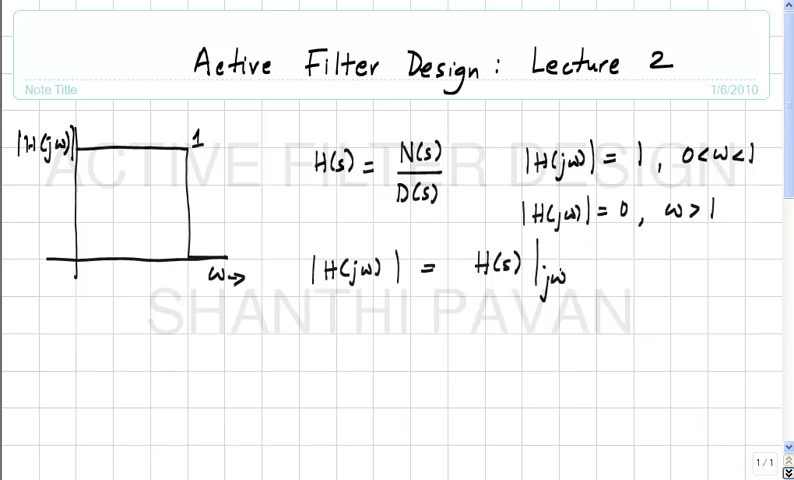 Active Filter Design: Lecture 2
Note Title
1/6/2010
|H(jω)|
1
H(s) = N(s)/D(s)
|H(jω)| = 1, 0<ω<1
|H(jω)| = 0, ω>1
ACTIVE FILTER DESIGN
|H(jω)| = H(s)|jω
ω→
SHANTHI PAVAN
1/1